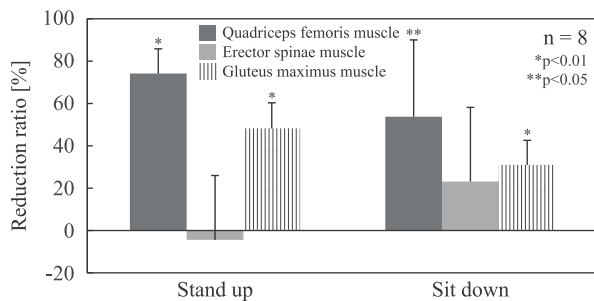 Reduction ratio [%]
100
80
60
40
20
0
-20
Quadriceps femoris muscle
Erector spinae muscle
Gluteus maximus muscle
n = 8
*p<0.01
**p<0.05
*
*
**
*
Stand up
Sit down